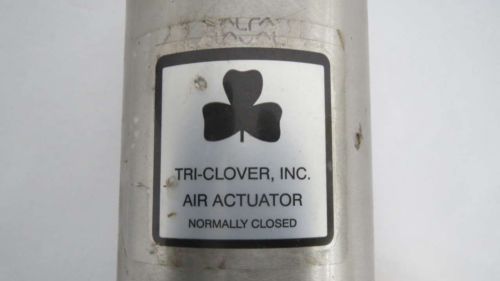 TRI-CLOVER, INC.
AIR ACTUATOR
NORMALLY CLOSED